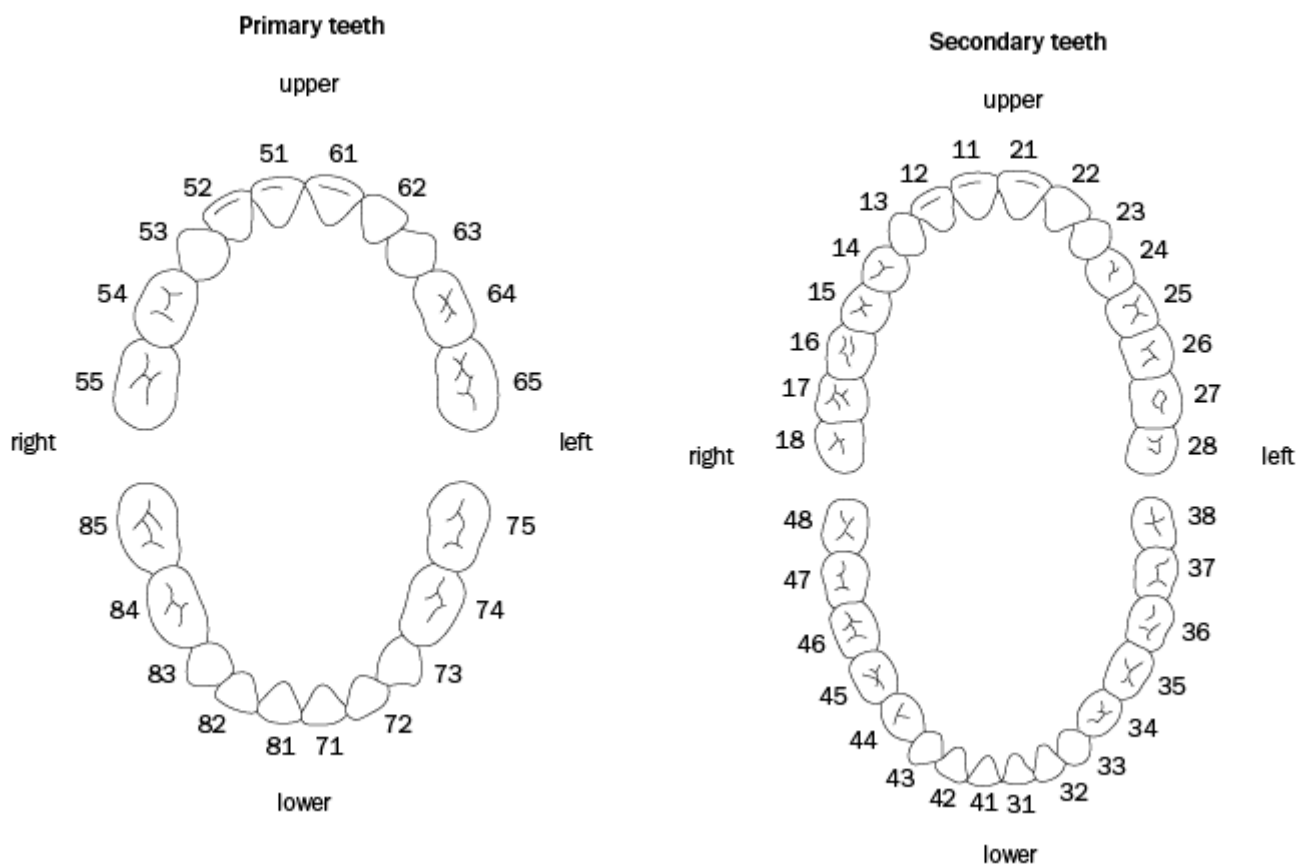 Primary teeth
upper
51 61
52 62
53 63
54 64
55 65
right left
85 75
84 74
83 73
82 72
81 71
lower
Secondary teeth
upper
11 21
12 22
13 23
14 24
15 25
16 26
17 27
18 28
right left
48 38
47 37
46 36
45 35
44 34
43 33
42 41 31 32
lower